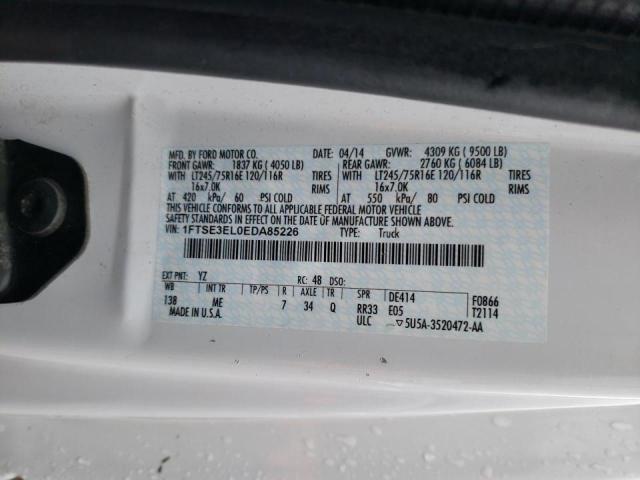 MFD. BY FORD MOTOR CO. DATE: 04/14 GVWR: 4309 KG ( 9500 LB)
FRONT GAWR: 1837 KG ( 4050 LB) REAR GAWR: 2760 KG ( 6084 LB)
WITH LT245/75R16E 120/116R TIRES WITH LT245/75R16E 120/116R TIRES
16x7.0K RIMS 16x7.0K RIMS
AT 420 kPa/ 60 PSI COLD AT 550 kPa/ 80 PSI COLD
THIS VEHICLE CONFORMS TO ALL APPLICABLE FEDERAL MOTOR VEHICLE
SAFETY STANDARDS IN EFFECT ON THE DATE OF MANUFACTURE SHOWN ABOVE.
VIN: 1FTSE3EL0EDA85226 TYPE: Truck
EXT PNT: YZ RC: 48 DSO:
WB INT TR TP/PS R AXLE TR SPR DE414 F0866
138 ME 7 34 Q RR33 E05 T2114
MADE IN U.S.A. ULC ▽5U5A-3520472-AA